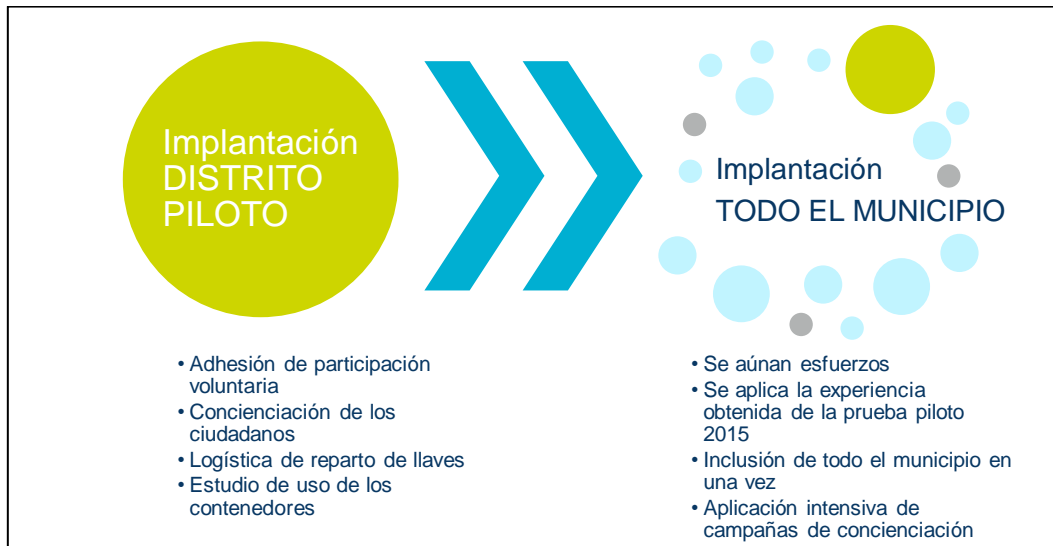 Implantación
DISTRITO
PILOTO
Implantación
TODO EL MUNICIPIO
• Adhesión de participación
voluntaria
• Concienciación de los
ciudadanos
• Logística de reparto de llaves
• Estudio de uso de los
contenedores
• Se aúnan esfuerzos
• Se aplica la experiencia
obtenida de la prueba piloto
2015
• Inclusión de todo el municipio en
una vez
• Aplicación intensiva de
campañas de concienciación